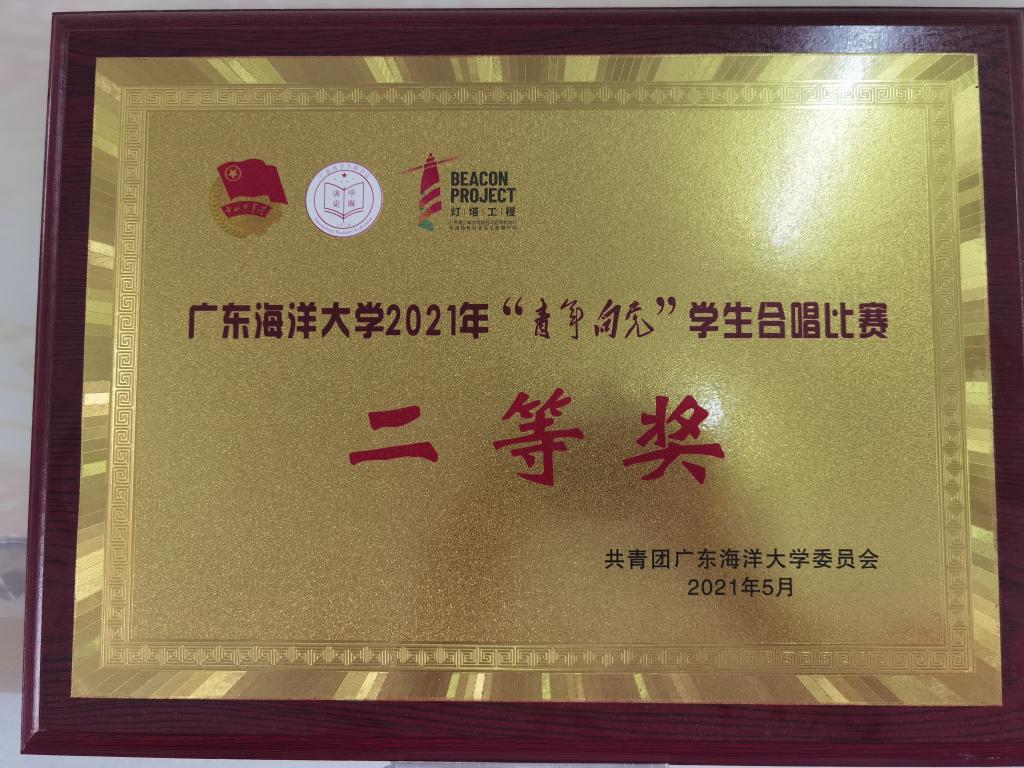 BEACON
PROJECT
灯塔工程
广东海洋大学2021年“青年向党”学生合唱比赛
二等奖
共青团广东海洋大学委员会
2021年5月